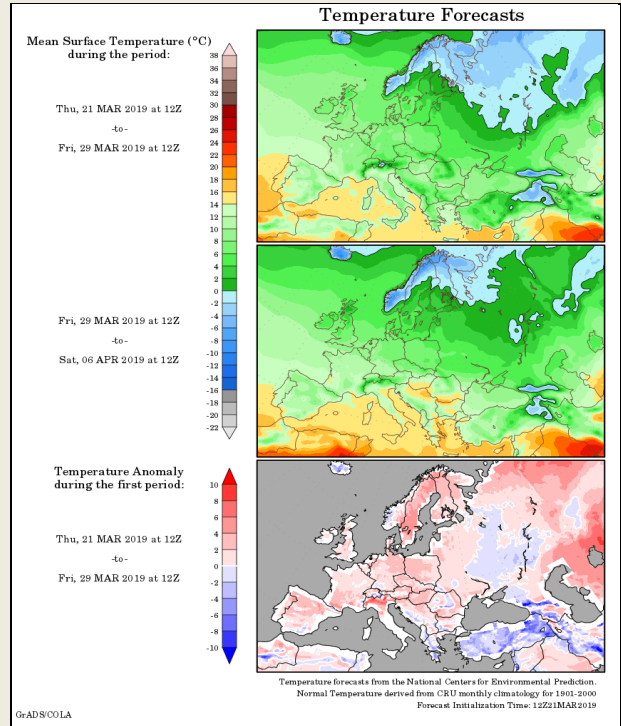 Temperature Forecasts
Mean Surface Temperature (°C)
during the period:
38
36
34
32
30
28
26
24
22
20
18
16
14
12
10
8
6
4
2
0
-2
-4
-6
-8
-10
-12
-14
-16
-18
-20
-22
Thu, 21 MAR 2019 at 12Z
-to-
Fri, 29 MAR 2019 at 12Z
Fri, 29 MAR 2019 at 12Z
-to-
Sat, 06 APR 2019 at 12Z
Temperature Anomaly
during the first period:
10
8
6
4
2
0
-2
-4
-6
-8
-10
Thu, 21 MAR 2019 at 12Z
-to-
Fri, 29 MAR 2019 at 12Z
Temperature forecasts from the National Centers for Environmental Prediction.
Normal Temperature derived from CRU monthly climatology for 1901-2000
Forecast Initialization Time: 12Z21MAR2019
GrADS/COLA